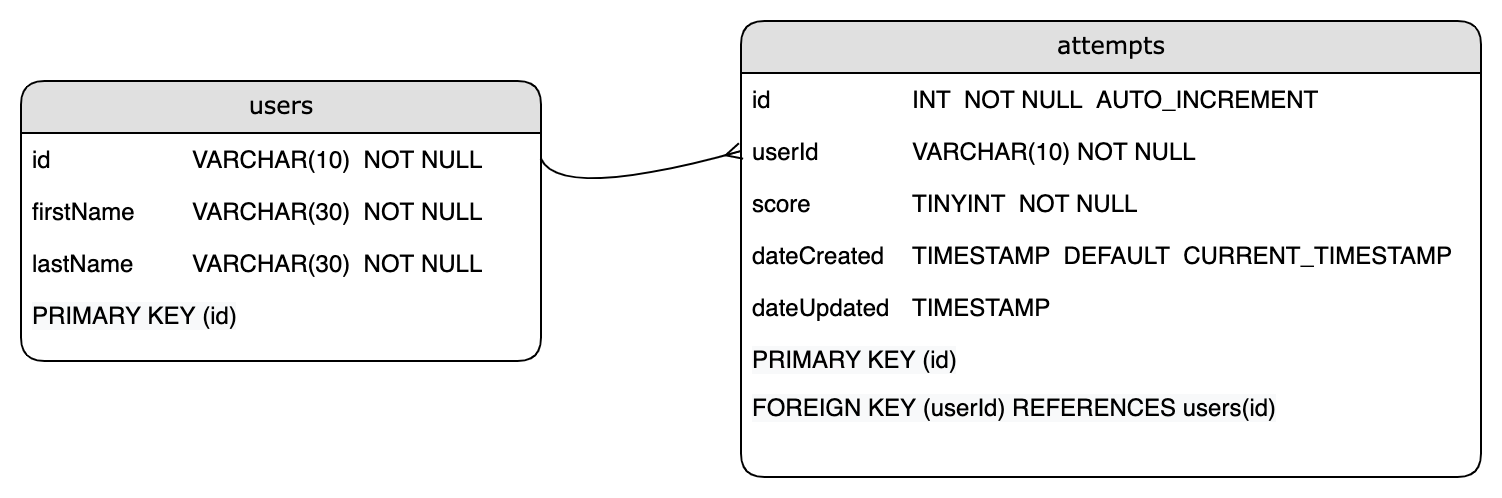 users
id VARCHAR(10) NOT NULL
firstName VARCHAR(30) NOT NULL
lastName VARCHAR(30) NOT NULL
PRIMARY KEY (id)
attempts
id INT NOT NULL AUTO_INCREMENT
userId VARCHAR(10) NOT NULL
score TINYINT NOT NULL
dateCreated TIMESTAMP DEFAULT CURRENT_TIMESTAMP
dateUpdated TIMESTAMP
PRIMARY KEY (id)
FOREIGN KEY (userId) REFERENCES users(id)